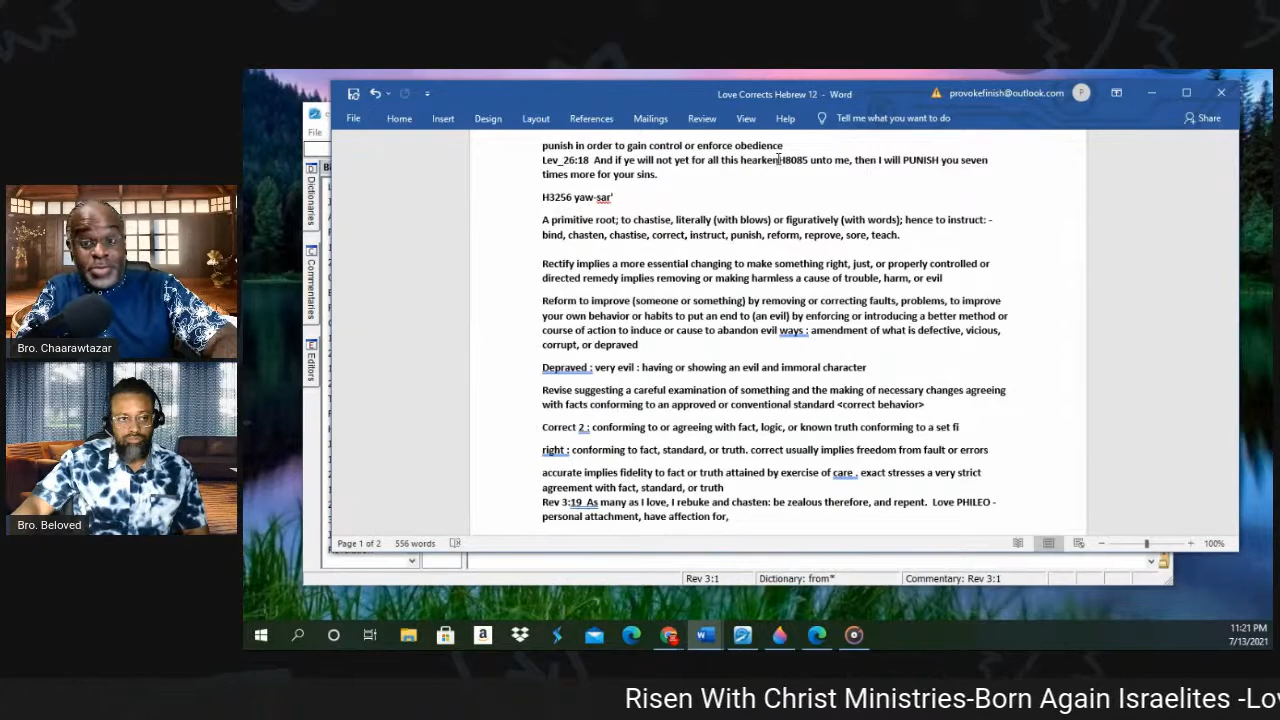 Love Corrects Hebrew 12 - Word
provokefinish@outlook.com
P
File
Home
Insert
Design
Layout
References
Mailings
Review
View
Help
Tell me what you want to do
Share
File
Dictionaries
Commentaries
Editors
punish in order to gain control or enforce obedience
Lev_26:18 And if ye will not yet for all this hearkenH8085 unto me, then I will PUNISH you seven
times more for your sins.
H3256 yaw-sar'
A primitive root; to chastise, literally (with blows) or figuratively (with words); hence to instruct: -
bind, chasten, chastise, correct, instruct, punish, reform, reprove, sore, teach.
Rectify implies a more essential changing to make something right, just, or properly controlled or
directed remedy implies removing or making harmless a cause of trouble, harm, or evil
Reform to improve (someone or something) by removing or correcting faults, problems, to improve
your own behavior or habits to put an end to (an evil) by enforcing or introducing a better method or
course of action to induce or cause to abandon evil ways : amendment of what is defective, vicious,
corrupt, or depraved
Depraved : very evil : having or showing an evil and immoral character
Revise suggesting a careful examination of something and the making of necessary changes agreeing
with facts conforming to an approved or conventional standard <correct behavior>
Correct 2 : conforming to or agreeing with fact, logic, or known truth conforming to a set fi
right : conforming to fact, standard, or truth. correct usually implies freedom from fault or errors
accurate implies fidelity to fact or truth attained by exercise of care . exact stresses a very strict
agreement with fact, standard, or truth
Rev 3:19 As many as I love, I rebuke and chasten: be zealous therefore, and repent. Love PHILEO -
personal attachment, have affection for,
Page 1 of 2
556 words
100%
Rev 3:1
Dictionary: from*
Commentary: Rev 3:1
11:21 PM
7/13/2021
Bro. Chaarawtazar
Bro. Beloved
Risen With Christ Ministries-Born Again Israelites -Lo